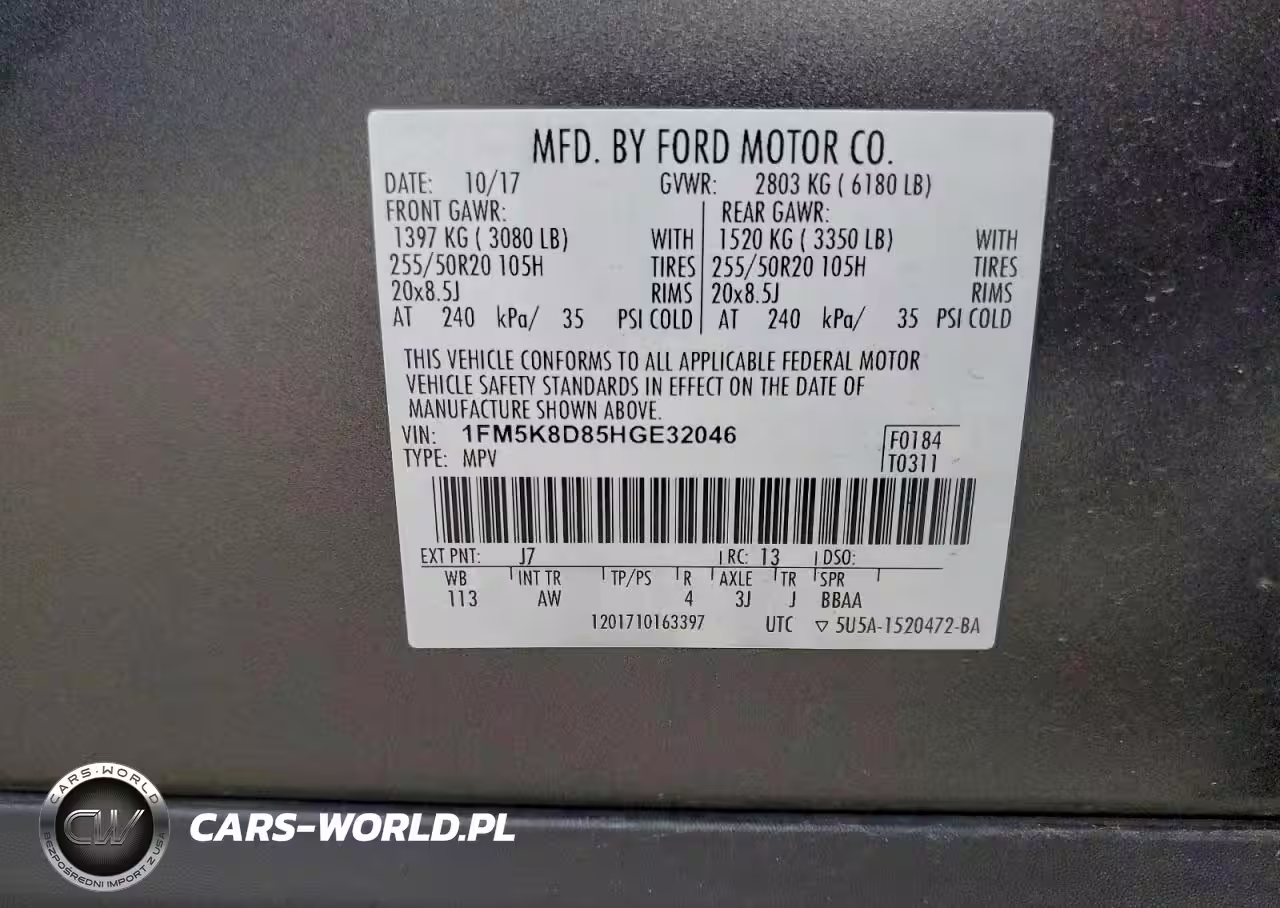 MFD. BY FORD MOTOR CO.
DATE: 10/17 GVWR: 2803 KG ( 6180 LB)
FRONT GAWR: REAR GAWR:
1397 KG ( 3080 LB) WITH 1520 KG ( 3350 LB) WITH
255/50R20 105H TIRES 255/50R20 105H TIRES
20x8.5J RIMS 20x8.5J RIMS
AT 240 kPa/ 35 PSI COLD AT 240 kPa/ 35 PSI COLD
THIS VEHICLE CONFORMS TO ALL APPLICABLE FEDERAL MOTOR
VEHICLE SAFETY STANDARDS IN EFFECT ON THE DATE OF
MANUFACTURE SHOWN ABOVE.
VIN: 1FM5K8D85HGE32046 F0184
TYPE: MPV T0311
EXT PNT: J7 RC: 13 DSO:
WB INT TR TP/PS R AXLE TR SPR
113 AW 4 3J J BBAA
1201710163397 UTC ▽ 5U5A-1520472-BA
CARS-WORLD
CW
BEZPOŚREDNI IMPORT Z USA
CARS-WORLD.PL